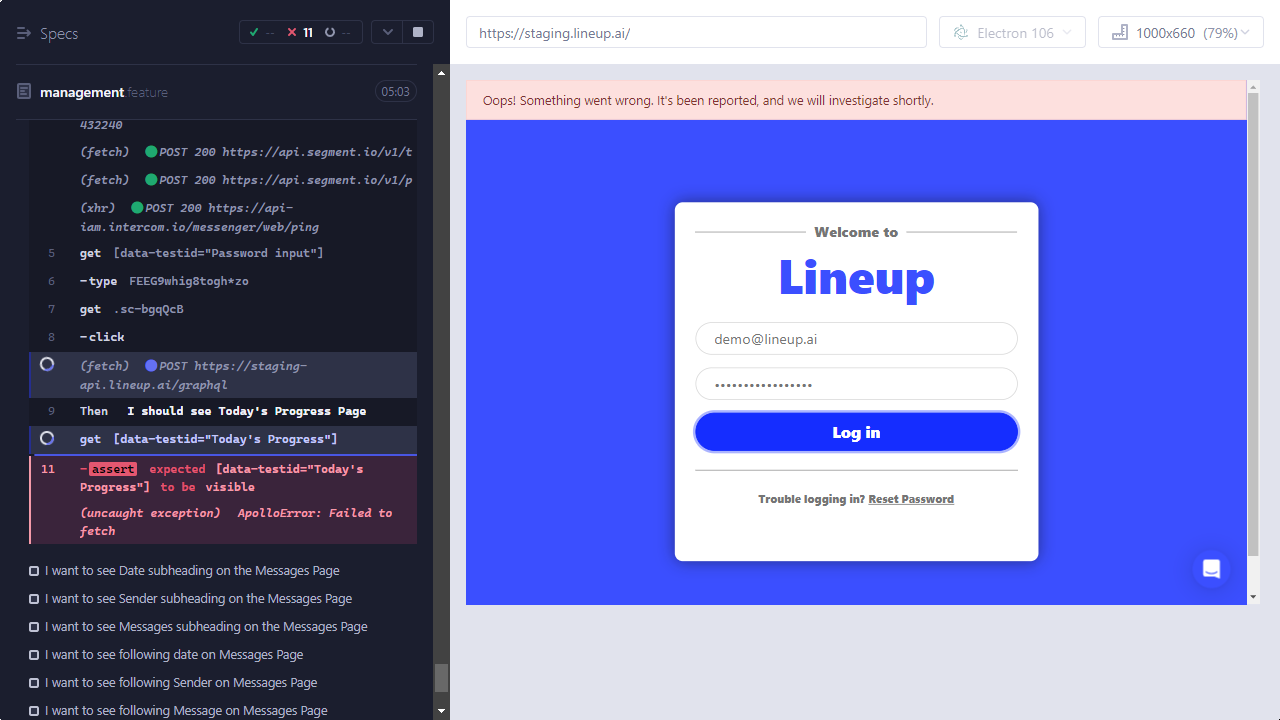 Specs
-- 11 --
management feature
05:03
432240
(fetch) POST 200 https://api.segment.io/v1/t
(fetch) POST 200 https://api.segment.io/v1/p
(xhr) POST 200 https://api-
iam.intercom.io/messenger/web/ping
5 get [data-testid="Password input"]
6 -type FEEG9whig8togh*zo
7 get .sc-bgqQcB
8 -click
(fetch) POST https://staging-
api.lineup.ai/graphql
9 Then I should see Today's Progress Page
get [data-testid="Today's Progress"]
11 -assert expected [data-testid="Today's
Progress"] to be visible
(uncaught exception) ApolloError: Failed to
fetch
I want to see Date subheading on the Messages Page
I want to see Sender subheading on the Messages Page
I want to see Messages subheading on the Messages Page
I want to see following date on Messages Page
I want to see following Sender on Messages Page
I want to see following Message on Messages Page
https://staging.lineup.ai/
Electron 106
1000x660 (79%)
Oops! Something went wrong. It's been reported, and we will investigate shortly.
Welcome to
Lineup
demo@lineup.ai
•••••••••••••••••
Log in
Trouble logging in? Reset Password